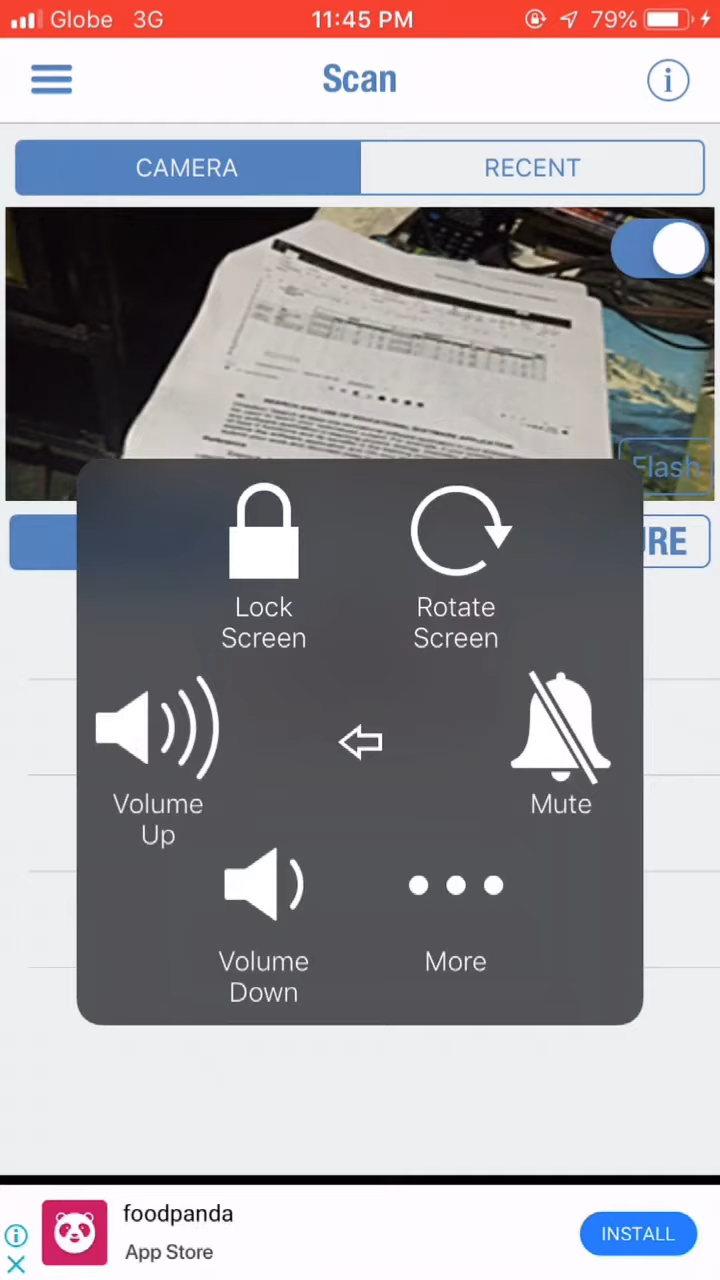 Globe 3G 11:45 PM 79%
Scan
CAMERA RECENT
Flash
URE
Lock Screen
Rotate Screen
Volume Up
Mute
Volume Down
More
foodpanda
App Store
INSTALL